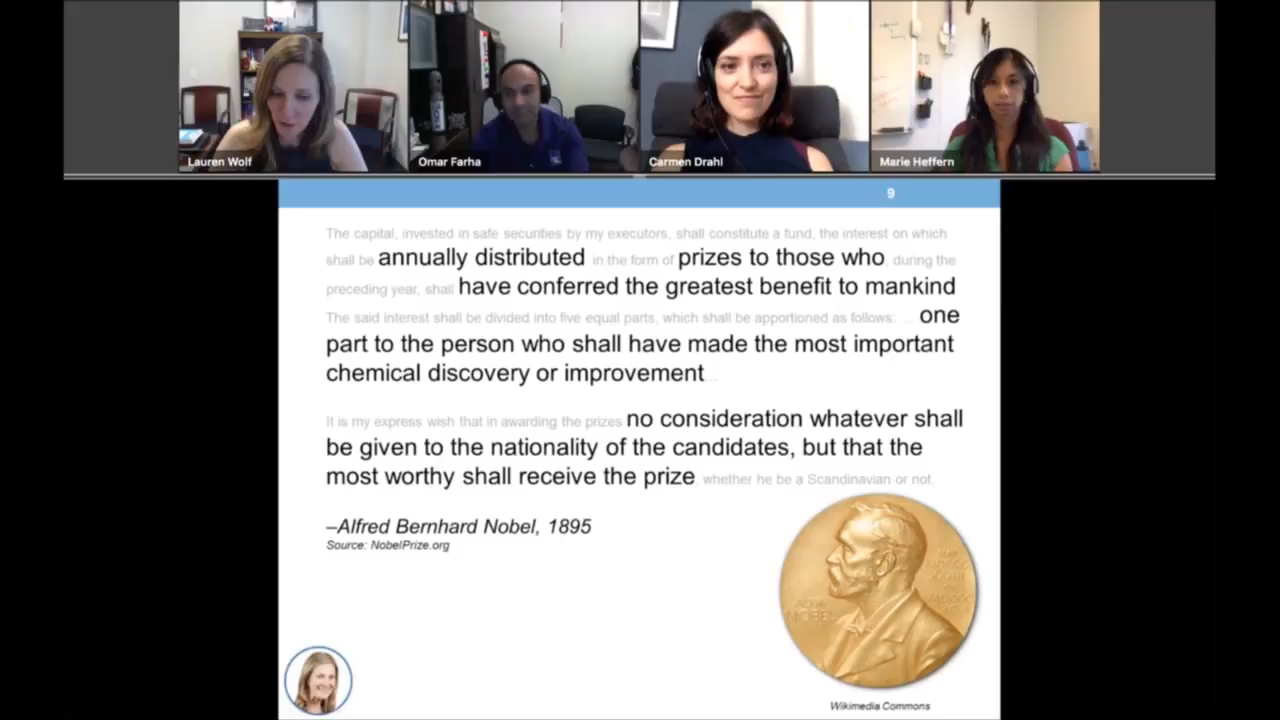 Lauren Wolf
Omar Farha
Carmen Drahl
Marie Heffern
9
The capital, invested in safe securities by my executors, shall constitute a fund, the interest on which
shall be annually distributed in the form of prizes to those who, during the
preceding year, shall have conferred the greatest benefit to mankind
The said interest shall be divided into five equal parts, which shall be apportioned as follows: ... one
part to the person who shall have made the most important
chemical discovery or improvement...
It is my express wish that in awarding the prizes no consideration whatever shall
be given to the nationality of the candidates, but that the
most worthy shall receive the prize, whether he be a Scandinavian or not.
–Alfred Bernhard Nobel, 1895
Source: NobelPrize.org
NOBEL
Wikimedia Commons